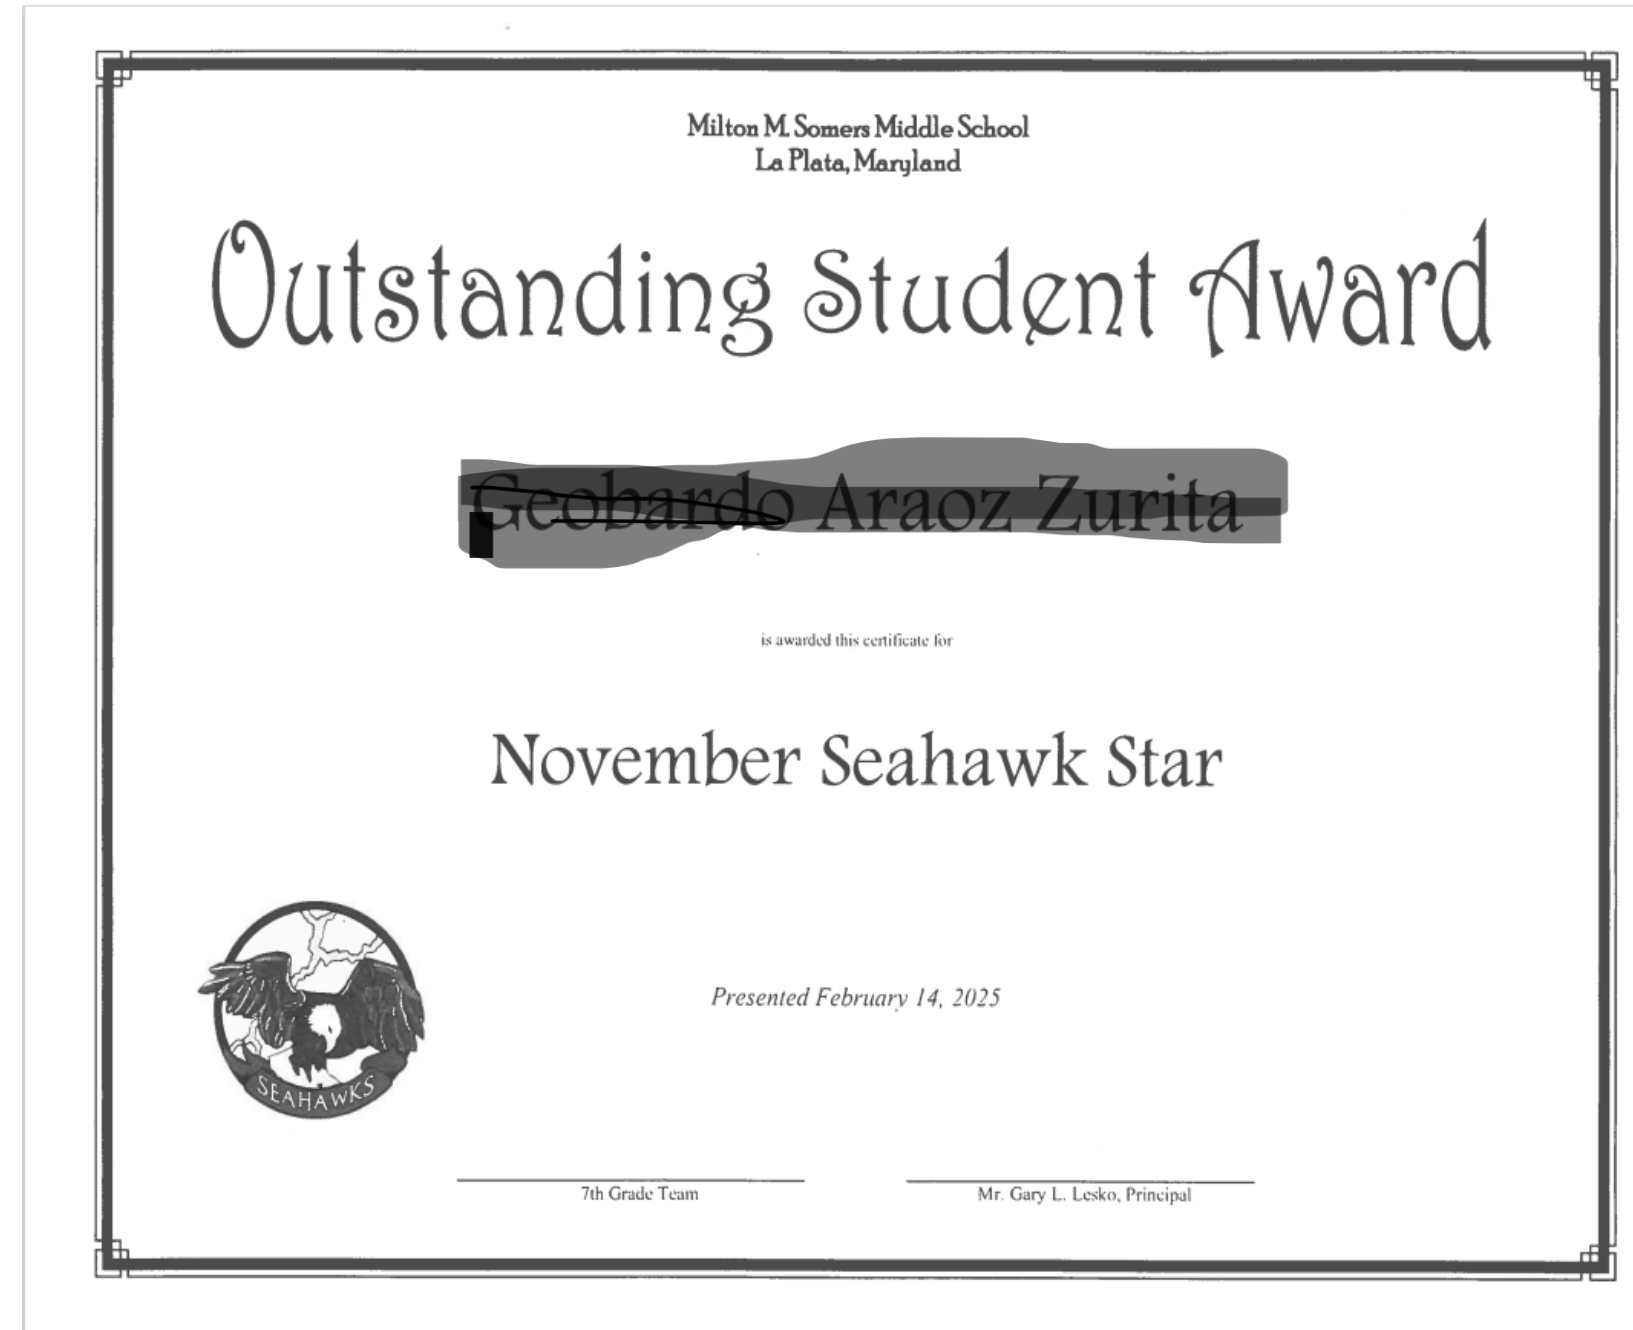 Milton M. Somers Middle School
La Plata, Maryland
Outstanding Student Award
is awarded this certificate for
November Seahawk Star
Presented February 14, 2025
SEAHAWKS
7th Grade Team
Mr. Gary L. Lesko, Principal